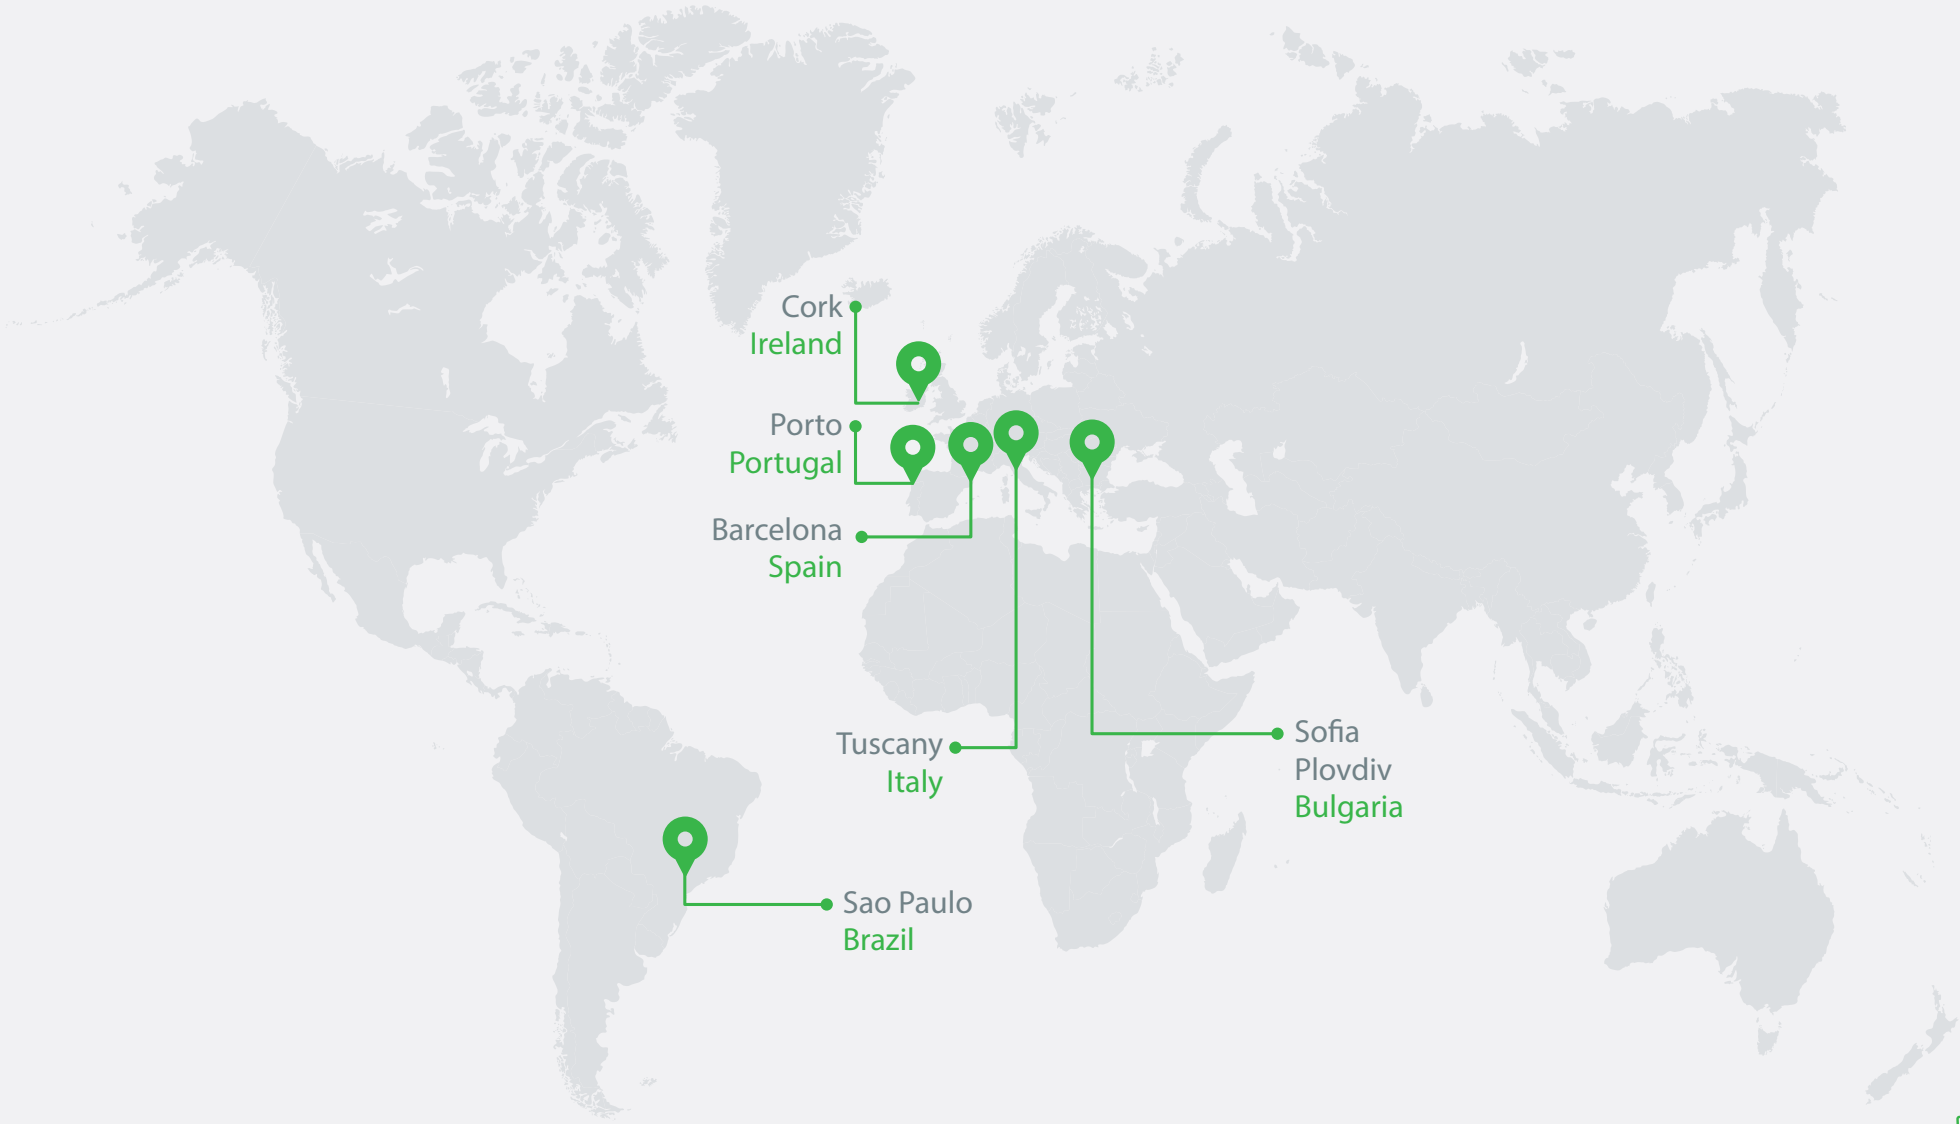 Cork
Ireland
Porto
Portugal
Barcelona
Spain
Tuscany
Italy
Sofia
Plovdiv
Bulgaria
Sao Paulo
Brazil